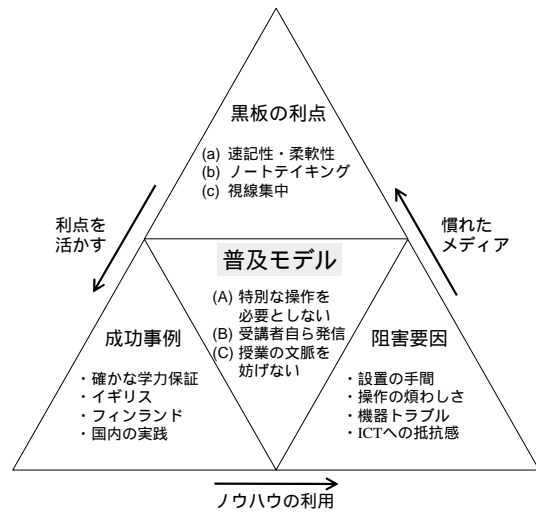 黒板の利点
(a) 速記性・柔軟性
(b) ノートテイキング
(c) 視線集中
利点を
活かす
慣れた
メディア
普及モデル
(A) 特別な操作を
必要としない
(B) 受講者自ら発信
(C) 授業の文脈を
妨げない
成功事例
・確かな学力保証
・イギリス
・フィンランド
・国内の実践
阻害要因
・設置の手間
・操作の煩わしさ
・機器トラブル
・ICTへの抵抗感
ノウハウの利用